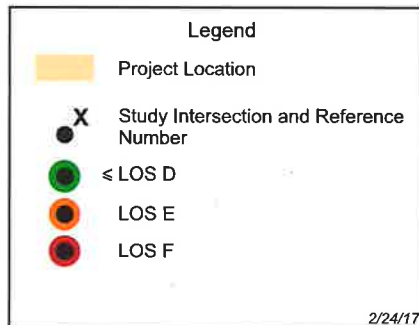 Legend
Project Location
X
Study Intersection and Reference
Number
≤ LOS D
LOS E
LOS F
2/24/17